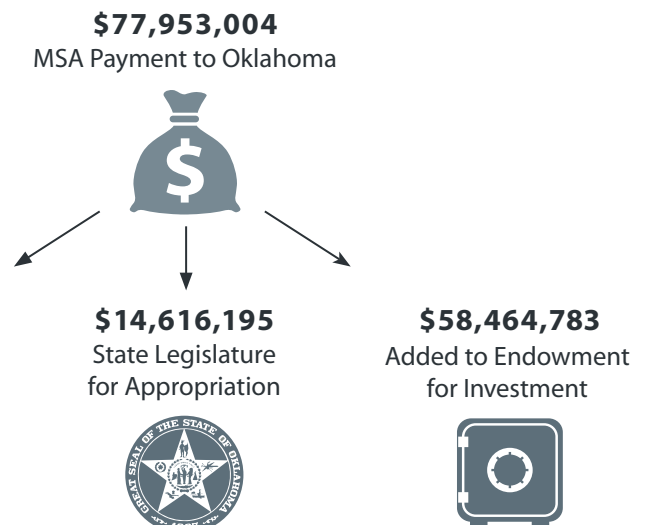 $77,953,004
MSA Payment to Oklahoma
$
$14,616,195
State Legislature
for Appropriation
$58,464,783
Added to Endowment
for Investment
GREAT SEAL OF THE STATE OF OKLAHOMA